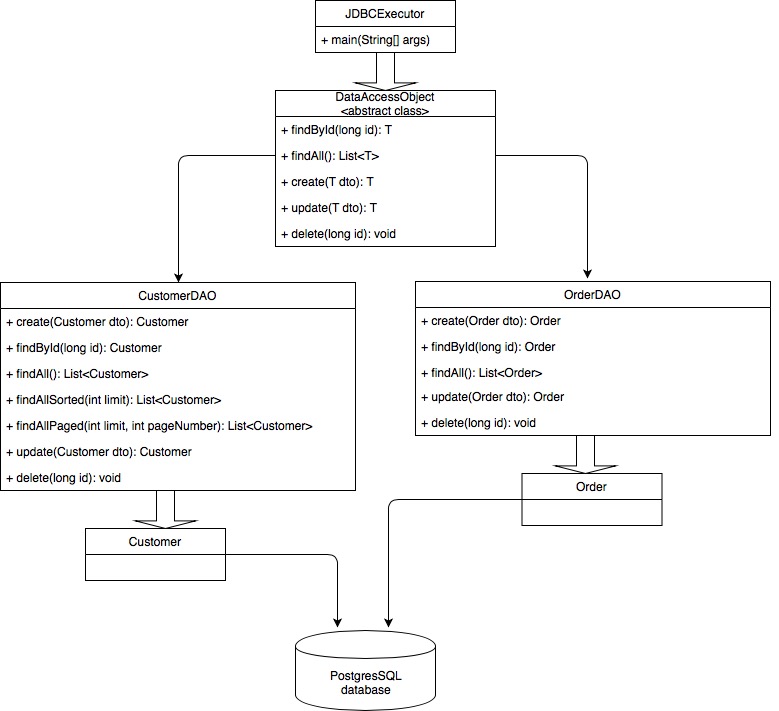 JDBCExecutor
+ main(String[] args)
DataAccessObject
<abstract class>
+ findById(long id): T
+ findAll(): List<T>
+ create(T dto): T
+ update(T dto): T
+ delete(long id): void
CustomerDAO
+ create(Customer dto): Customer
+ findById(long id): Customer
+ findAll(): List<Customer>
+ findAllSorted(int limit): List<Customer>
+ findAllPaged(int limit, int pageNumber): List<Customer>
+ update(Customer dto): Customer
+ delete(long id): void
OrderDAO
+ create(Order dto): Order
+ findById(long id): Order
+ findAll(): List<Order>
+ update(Order dto): Order
+ delete(long id): void
Customer
Order
PostgresSQL
database